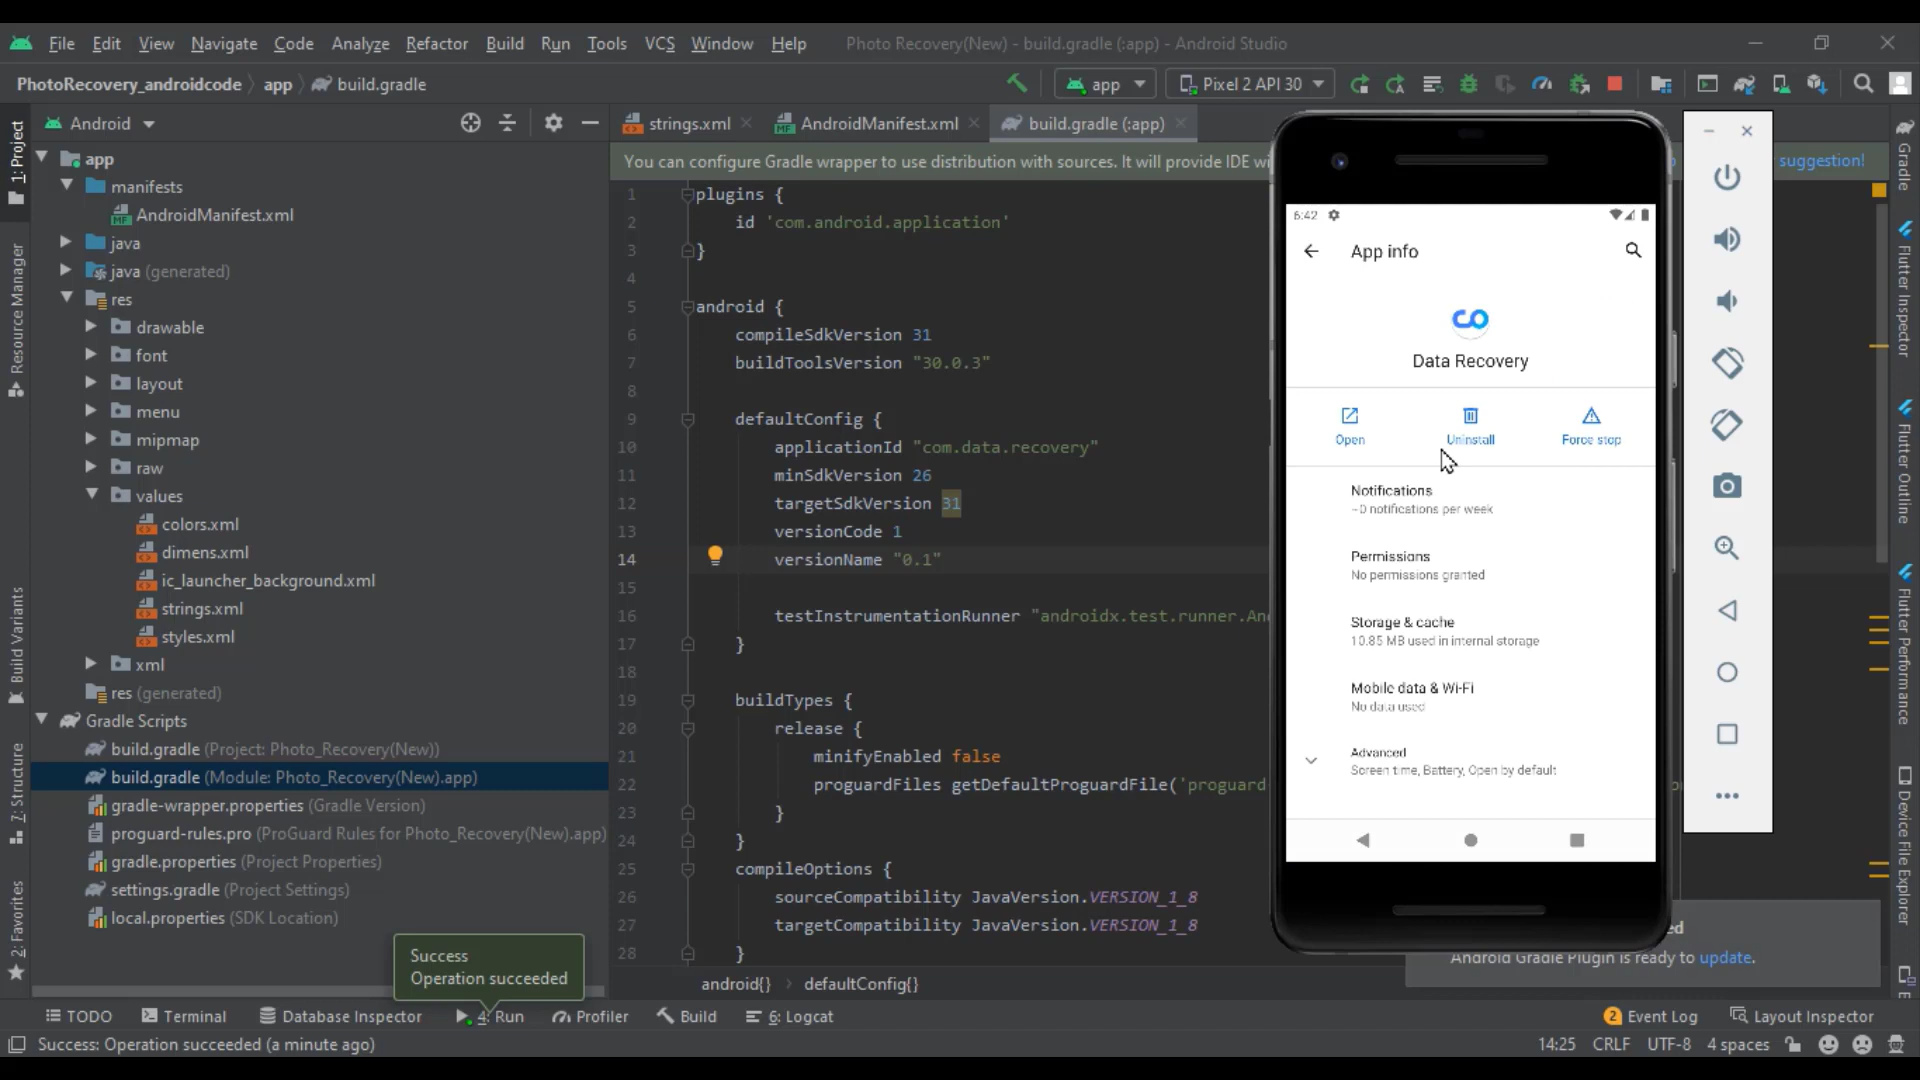 File Edit View Navigate Code Analyze Refactor Build Run Tools VCS Window Help Photo Recovery(New) - build.gradle (:app) - Android Studio
PhotoRecovery_androidcode app build.gradle
app Pixel 2 API 30
Android
strings.xml AndroidManifest.xml build.gradle (:app)
You can configure Gradle wrapper to use distribution with sources. It will provide IDE wi
suggestion!
1: Project
Resource Manager
Build Variants
7: Structure
2: Favorites
app
manifests
AndroidManifest.xml
java
java (generated)
res
drawable
font
layout
menu
mipmap
raw
values
colors.xml
dimens.xml
ic_launcher_background.xml
strings.xml
styles.xml
xml
res (generated)
Gradle Scripts
build.gradle (Project: Photo_Recovery(New))
build.gradle (Module: Photo_Recovery(New).app)
gradle-wrapper.properties (Gradle Version)
proguard-rules.pro (ProGuard Rules for Photo_Recovery(New).app)
gradle.properties (Project Properties)
settings.gradle (Project Settings)
local.properties (SDK Location)
Success
Operation succeeded
1 plugins {
2 id 'com.android.application'
3 }
4
5 android {
6 compileSdkVersion 31
7 buildToolsVersion "30.0.3"
8
9 defaultConfig {
10 applicationId "com.data.recovery"
11 minSdkVersion 26
12 targetSdkVersion 31
13 versionCode 1
14 versionName "0.1"
15
16 testInstrumentationRunner "androidx.test.runner.An
17 }
18
19 buildTypes {
20 release {
21 minifyEnabled false
22 proguardFiles getDefaultProguardFile('proguard
23 }
24 }
25 compileOptions {
26 sourceCompatibility JavaVersion.VERSION_1_8
27 targetCompatibility JavaVersion.VERSION_1_8
28 }
android{} defaultConfig{}
6:42
App info
Data Recovery
Open Uninstall Force stop
Notifications
~0 notifications per week
Permissions
No permissions granted
Storage & cache
10.85 MB used in internal storage
Mobile data & Wi-Fi
No data used
Advanced
Screen time, Battery, Open by default
ed
Android Gradle Plugin is ready to update.
Gradle
Flutter Inspector
Flutter Outline
Flutter Performance
Device File Explorer
TODO Terminal Database Inspector 4: Run Profiler Build 6: Logcat 2 Event Log Layout Inspector
Success: Operation succeeded (a minute ago) 14:25 CRLF UTF-8 4 spaces